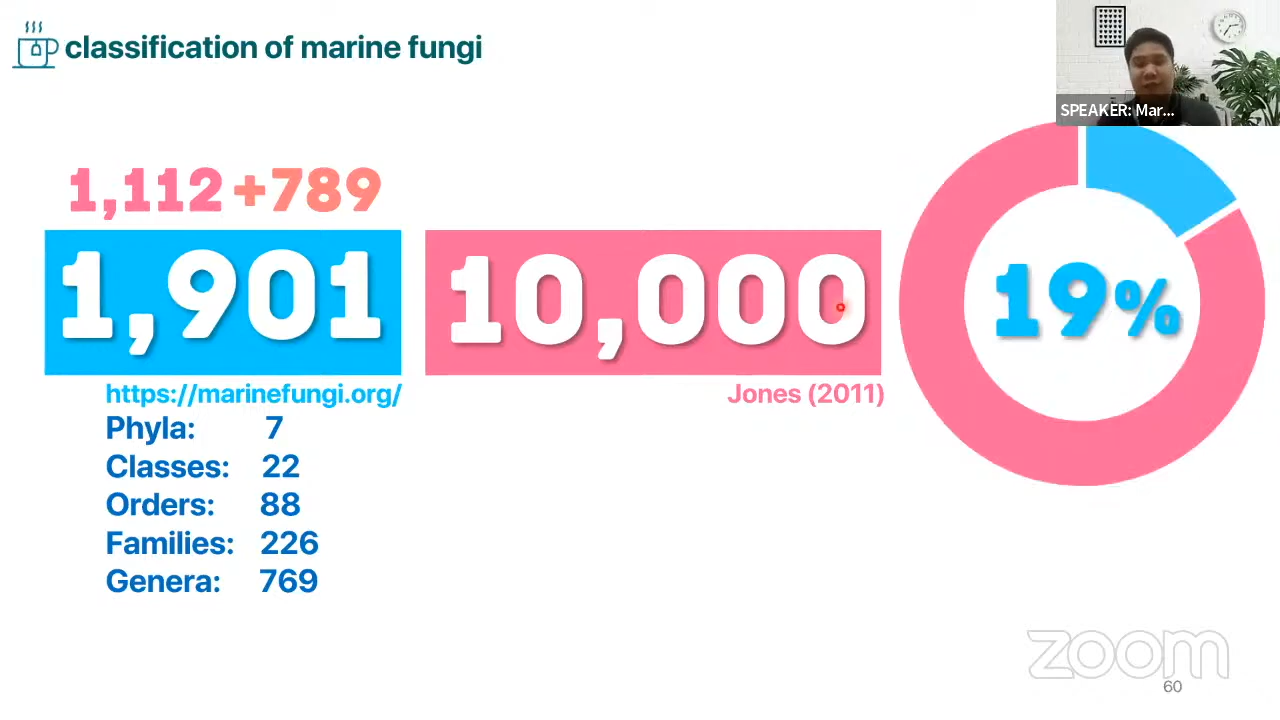 classification of marine fungi
SPEAKER: Mar...
1,112 +789
1,901
10,000
19%
https://marinefungi.org/
Jones (2011)
Phyla: 7
Classes: 22
Orders: 88
Families: 226
Genera: 769
zoom
60